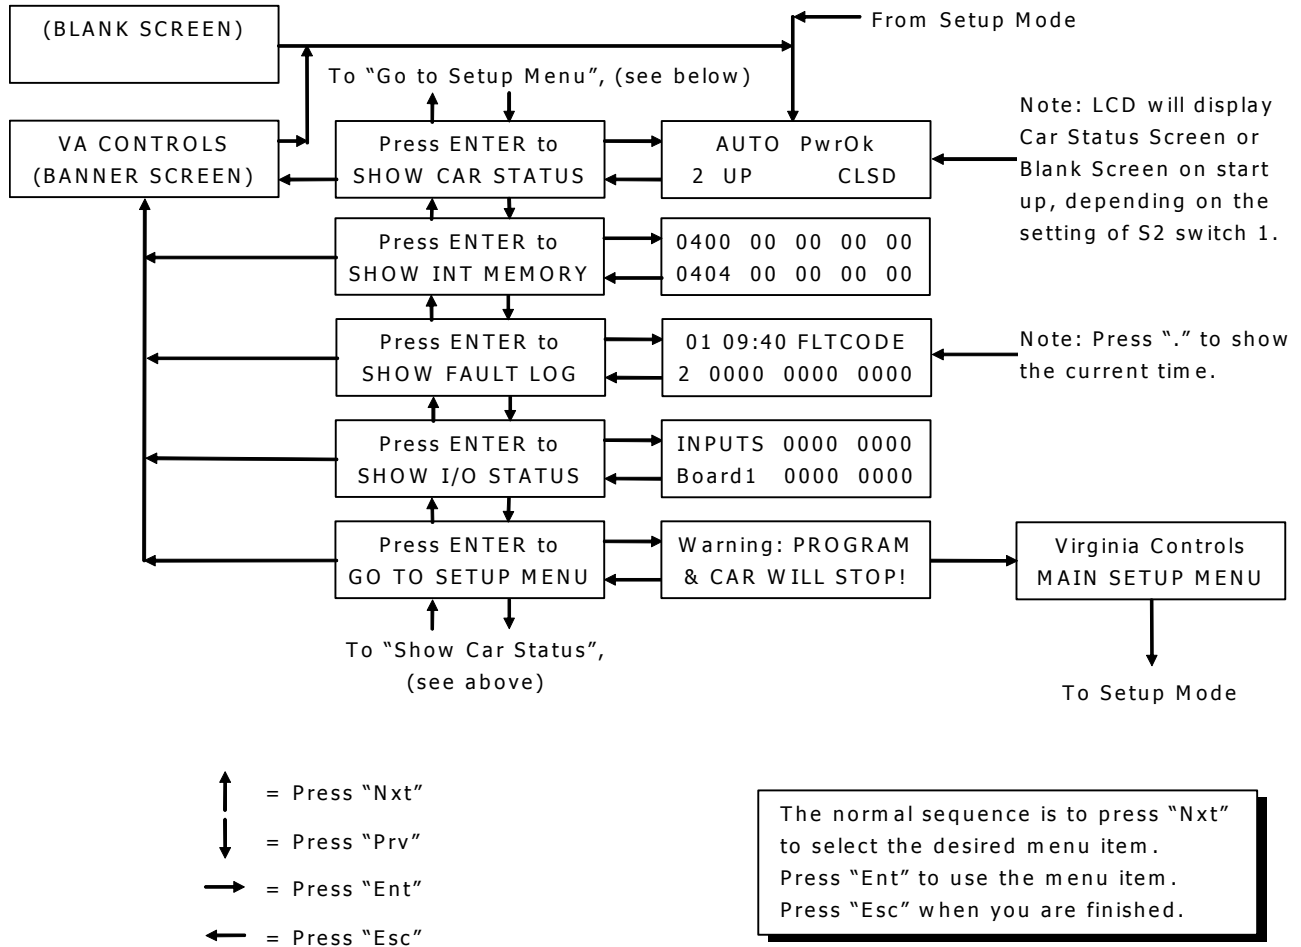 (BLANK SCREEN)
From Setup Mode
To “Go to Setup Menu”, (see below)
VA CONTROLS
(BANNER SCREEN)
Press ENTER to
SHOW CAR STATUS
AUTO PwrOk
2 UP CLSD
Note: LCD will display
Car Status Screen or
Blank Screen on start
up, depending on the
setting of S2 switch 1.
Press ENTER to
SHOW INT MEMORY
0400 00 00 00 00
0404 00 00 00 00
Press ENTER to
SHOW FAULT LOG
01 09:40 FLTCODE
2 0000 0000 0000
Note: Press “.” to show
the current time.
Press ENTER to
SHOW I/O STATUS
INPUTS 0000 0000
Board1 0000 0000
Press ENTER to
GO TO SETUP MENU
Warning: PROGRAM
& CAR WILL STOP!
Virginia Controls
MAIN SETUP MENU
To “Show Car Status”,
(see above)
To Setup Mode
= Press “Nxt”
= Press “Prv”
= Press “Ent”
= Press “Esc”
The normal sequence is to press “Nxt”
to select the desired menu item.
Press “Ent” to use the menu item.
Press “Esc” when you are finished.